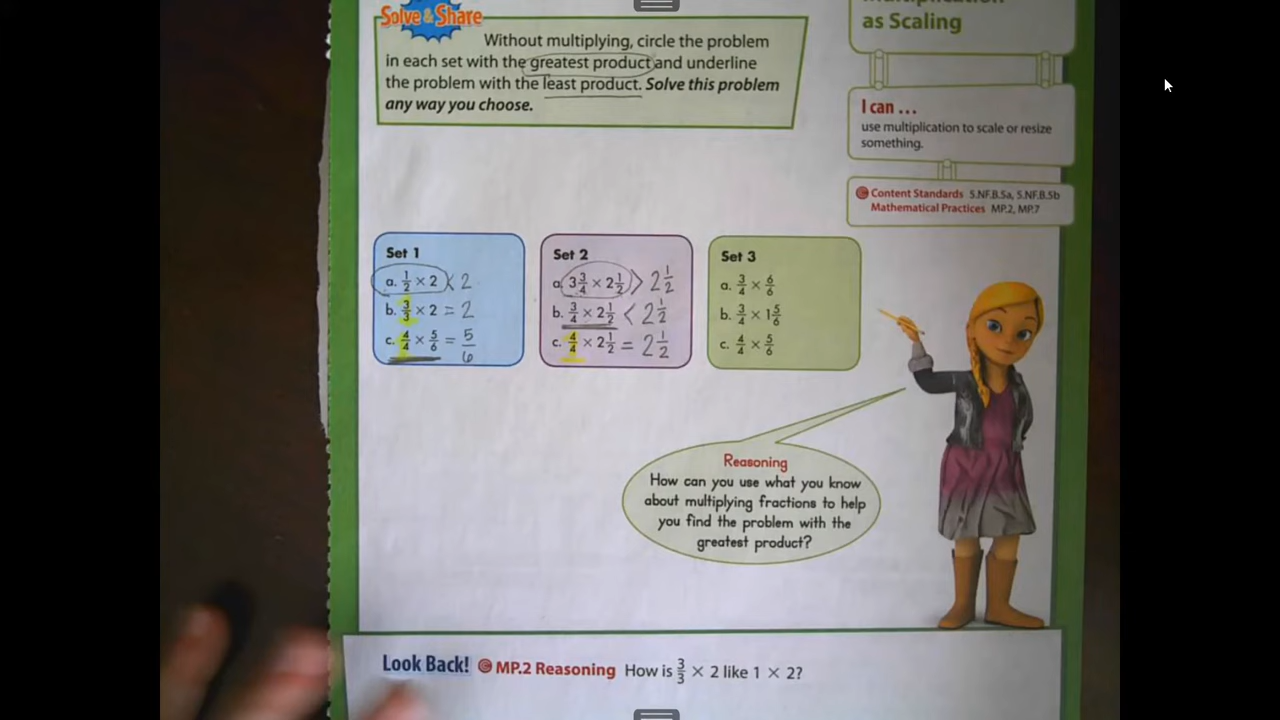 Solve & Share
Without multiplying, circle the problem
in each set with the greatest product and underline
the problem with the least product. Solve this problem
any way you choose.
Multiplication
as Scaling
I can ...
use multiplication to scale or resize
something.
Content Standards 5.NF.B.5a, 5.NF.B.5b
Mathematical Practices MP.2, MP.7
Set 1
a. 1/2 × 2 < 2
b. 3/3 × 2 = 2
c. 4/4 × 5/6 = 5/6
Set 2
a. 3 3/4 × 2 1/2 > 2 1/2
b. 3/4 × 2 1/2 < 2 1/2
c. 4/4 × 2 1/2 = 2 1/2
Set 3
a. 3/4 × 6/6
b. 3/4 × 1 5/6
c. 4/4 × 5/6
Reasoning
How can you use what you know
about multiplying fractions to help
you find the problem with the
greatest product?
Look Back! MP.2 Reasoning How is 3/3 × 2 like 1 × 2?